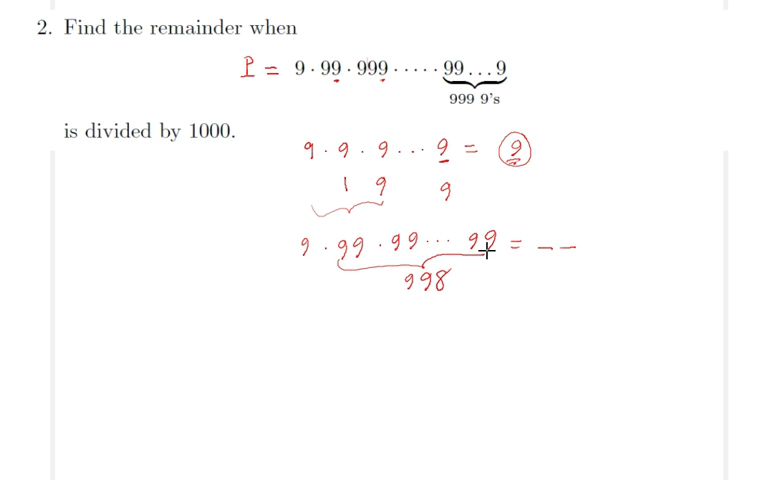 2. Find the remainder when
P = 9 · 99 · 999 · · · · · 99 . . . 9
999 9's
is divided by 1000.
9 · 9 · 9 ... 9 = 9
1 9 9
9 · 99 · 99 ... 99 = _ _
998